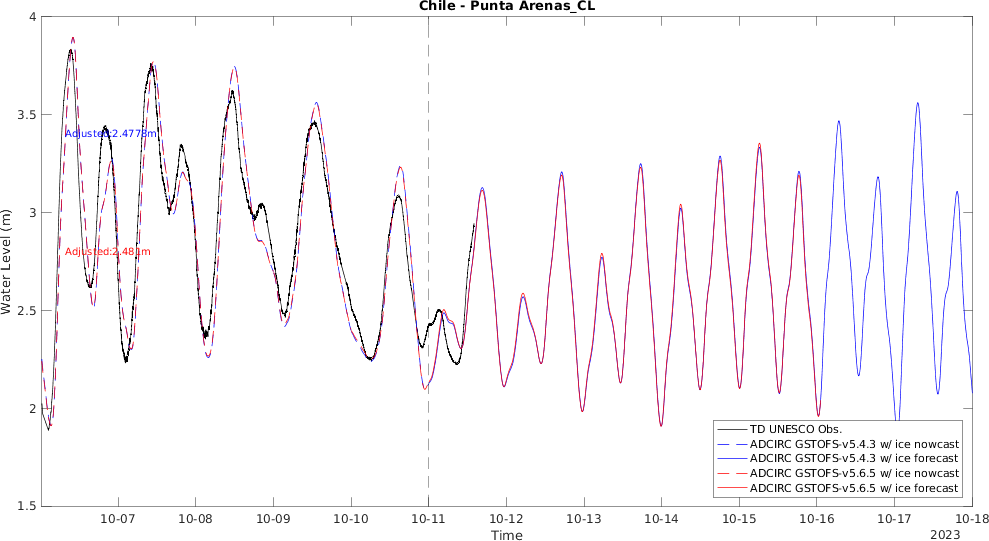 Chile - Punta Arenas_CL
4
3.5
3
2.5
2
1.5
Water Level (m)
Adjusted:2.4778m
Adjusted:2.481m
TD UNESCO Obs.
ADCIRC GSTOFS-v5.4.3 w/ ice nowcast
ADCIRC GSTOFS-v5.4.3 w/ ice forecast
ADCIRC GSTOFS-v5.6.5 w/ ice nowcast
ADCIRC GSTOFS-v5.6.5 w/ ice forecast
10-07 10-08 10-09 10-10 10-11 10-12 10-13 10-14 10-15 10-16 10-17 10-18
Time
2023